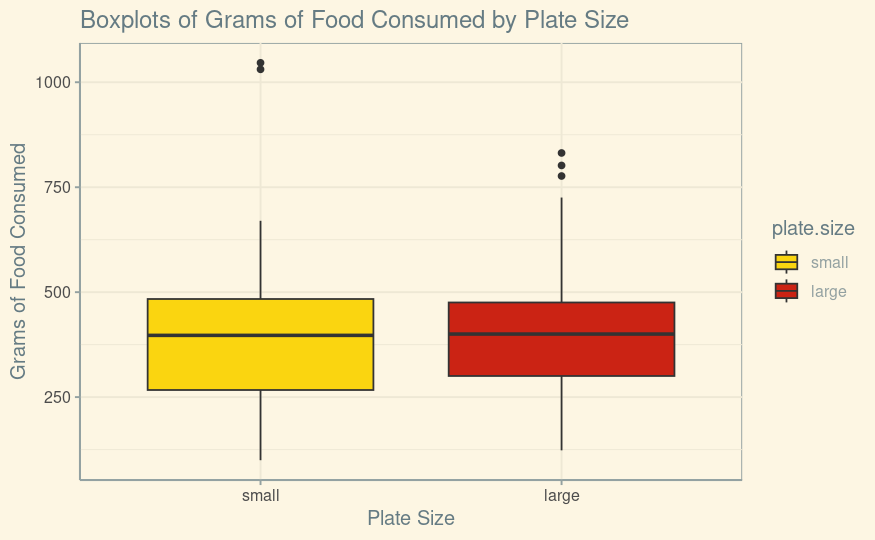 Boxplots of Grams of Food Consumed by Plate Size
Grams of Food Consumed
1000
750
500
250
small
large
Plate Size
plate.size
small
large